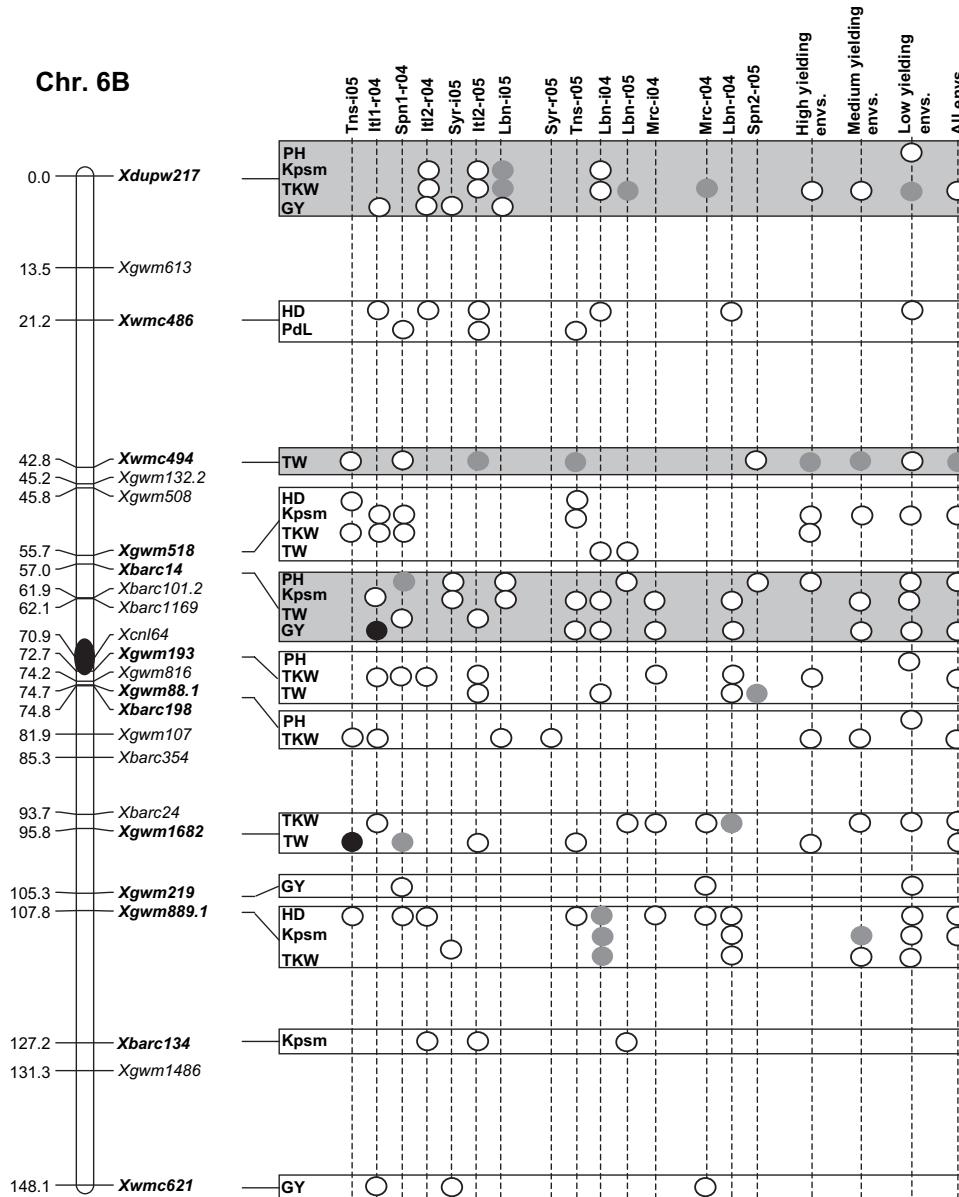 Chr. 6B
Tns-i05
Itl1-r04
Spn1-r04
Itl2-r04
Syr-i05
Itl2-r05
Lbn-i05
Syr-r05
Tns-r05
Lbn-i04
Lbn-r05
Mrc-i04
Mrc-r04
Lbn-r04
Spn2-r05
High yielding
envs.
Medium yielding
envs.
Low yielding
envs.
All envs.
0.0 Xdupw217
PH
Kpsm
TKW
GY
13.5 Xgwm613
21.2 Xwmc486
HD
PdL
42.8 Xwmc494
TW
45.2 Xgwm132.2
45.8 Xgwm508
HD
Kpsm
TKW
TW
55.7 Xgwm518
57.0 Xbarc14
61.9 Xbarc101.2
62.1 Xbarc1169
PH
Kpsm
TW
GY
70.9 Xcnl64
72.7 Xgwm193
74.2 Xgwm816
74.7 Xgwm88.1
74.8 Xbarc198
PH
TKW
TW
81.9 Xgwm107
85.3 Xbarc354
PH
TKW
93.7 Xbarc24
95.8 Xgwm1682
TKW
TW
105.3 Xgwm219
GY
107.8 Xgwm889.1
HD
Kpsm
TKW
127.2 Xbarc134
Kpsm
131.3 Xgwm1486
148.1 Xwmc621
GY